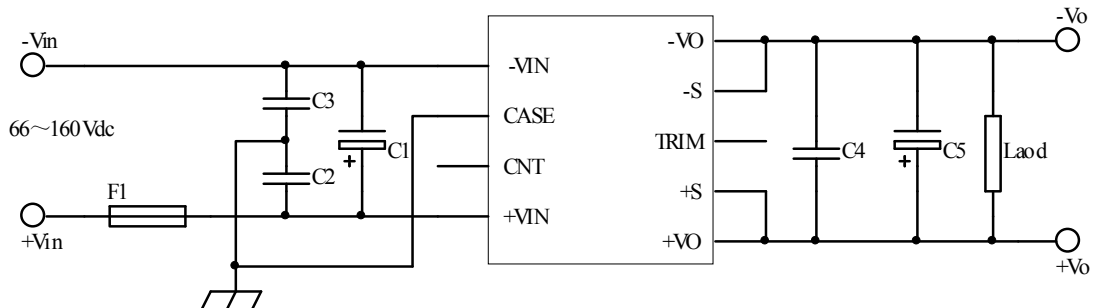 -Vin
-VIN
C3
CASE
66～160Vdc
C1
+
CNT
C2
F1
+VIN
+Vin
-VO
-Vo
-S
TRIM
C4
+
C5
Laod
+S
+VO
+Vo